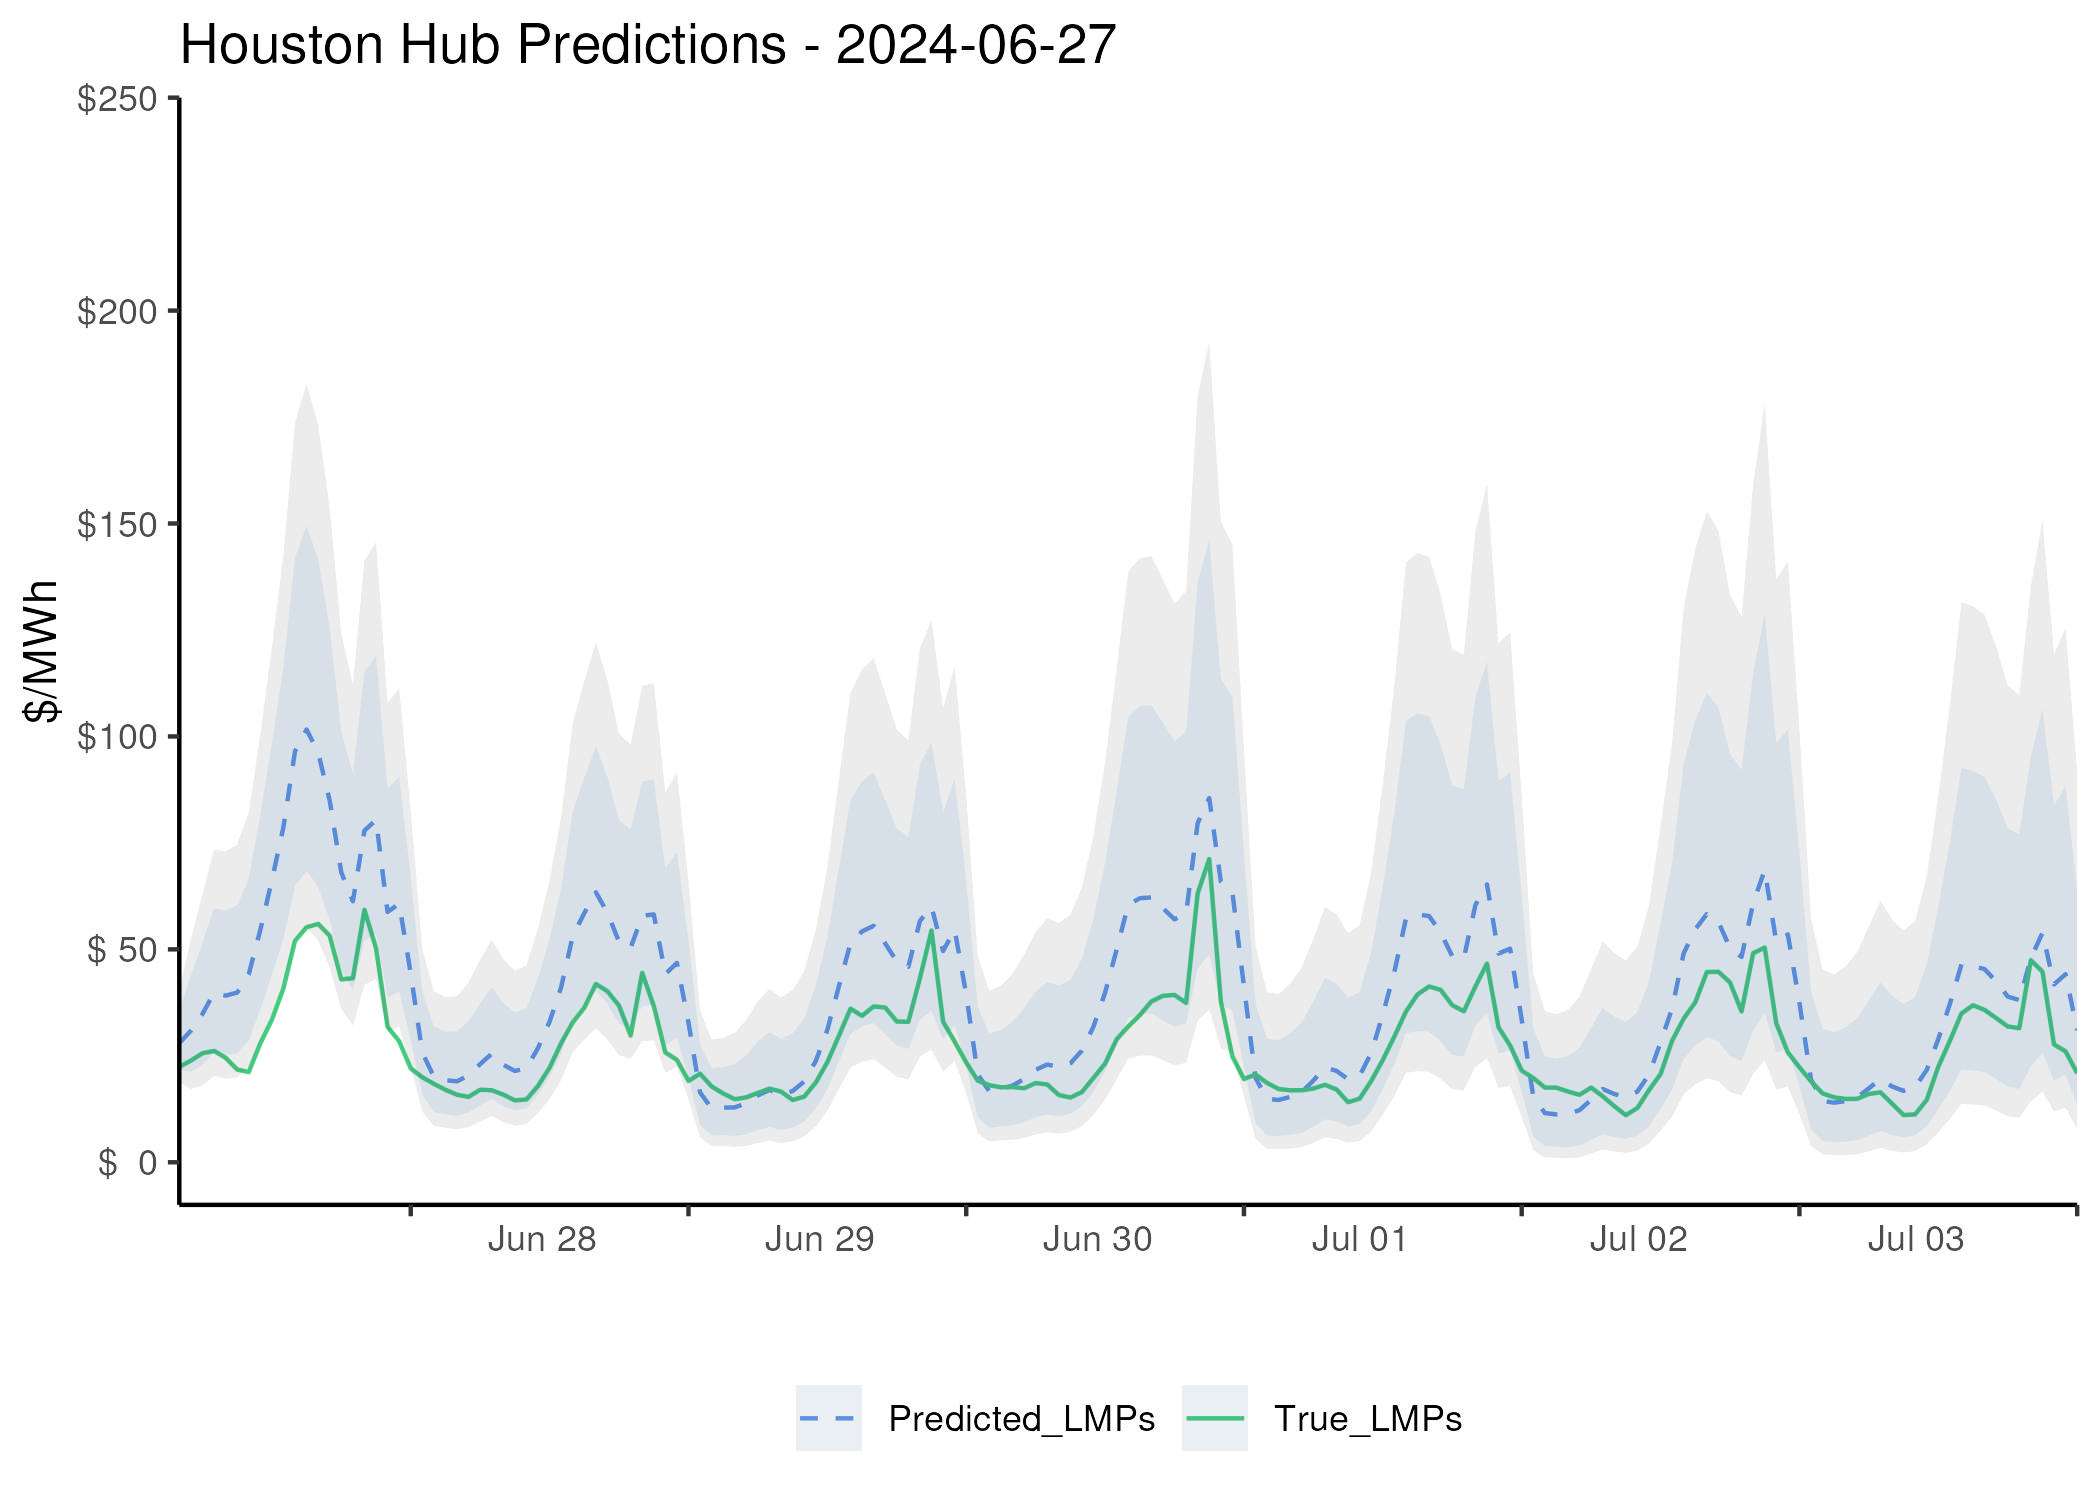 Houston Hub Predictions - 2024-06-27
$250
$200
$150
$100
$ 50
$  0
$/MWh
Jun 28
Jun 29
Jun 30
Jul 01
Jul 02
Jul 03
Predicted_LMPs
True_LMPs